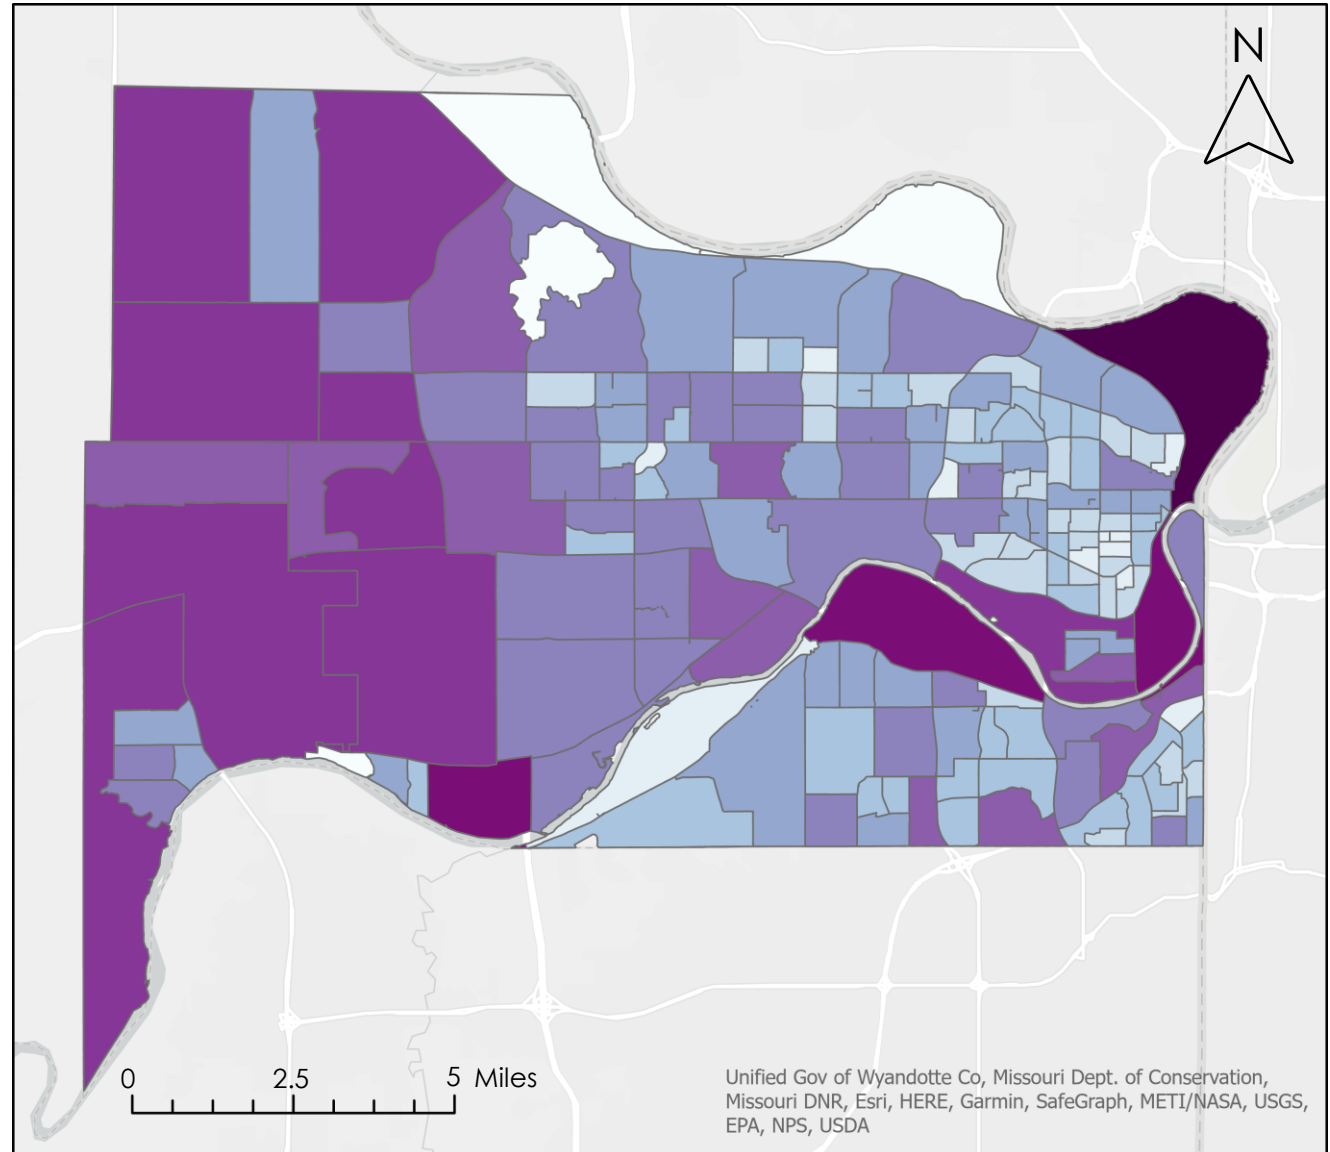 N
0 2.5 5 Miles
Unified Gov of Wyandotte Co, Missouri Dept. of Conservation,
Missouri DNR, Esri, HERE, Garmin, SafeGraph, METI/NASA, USGS,
EPA, NPS, USDA